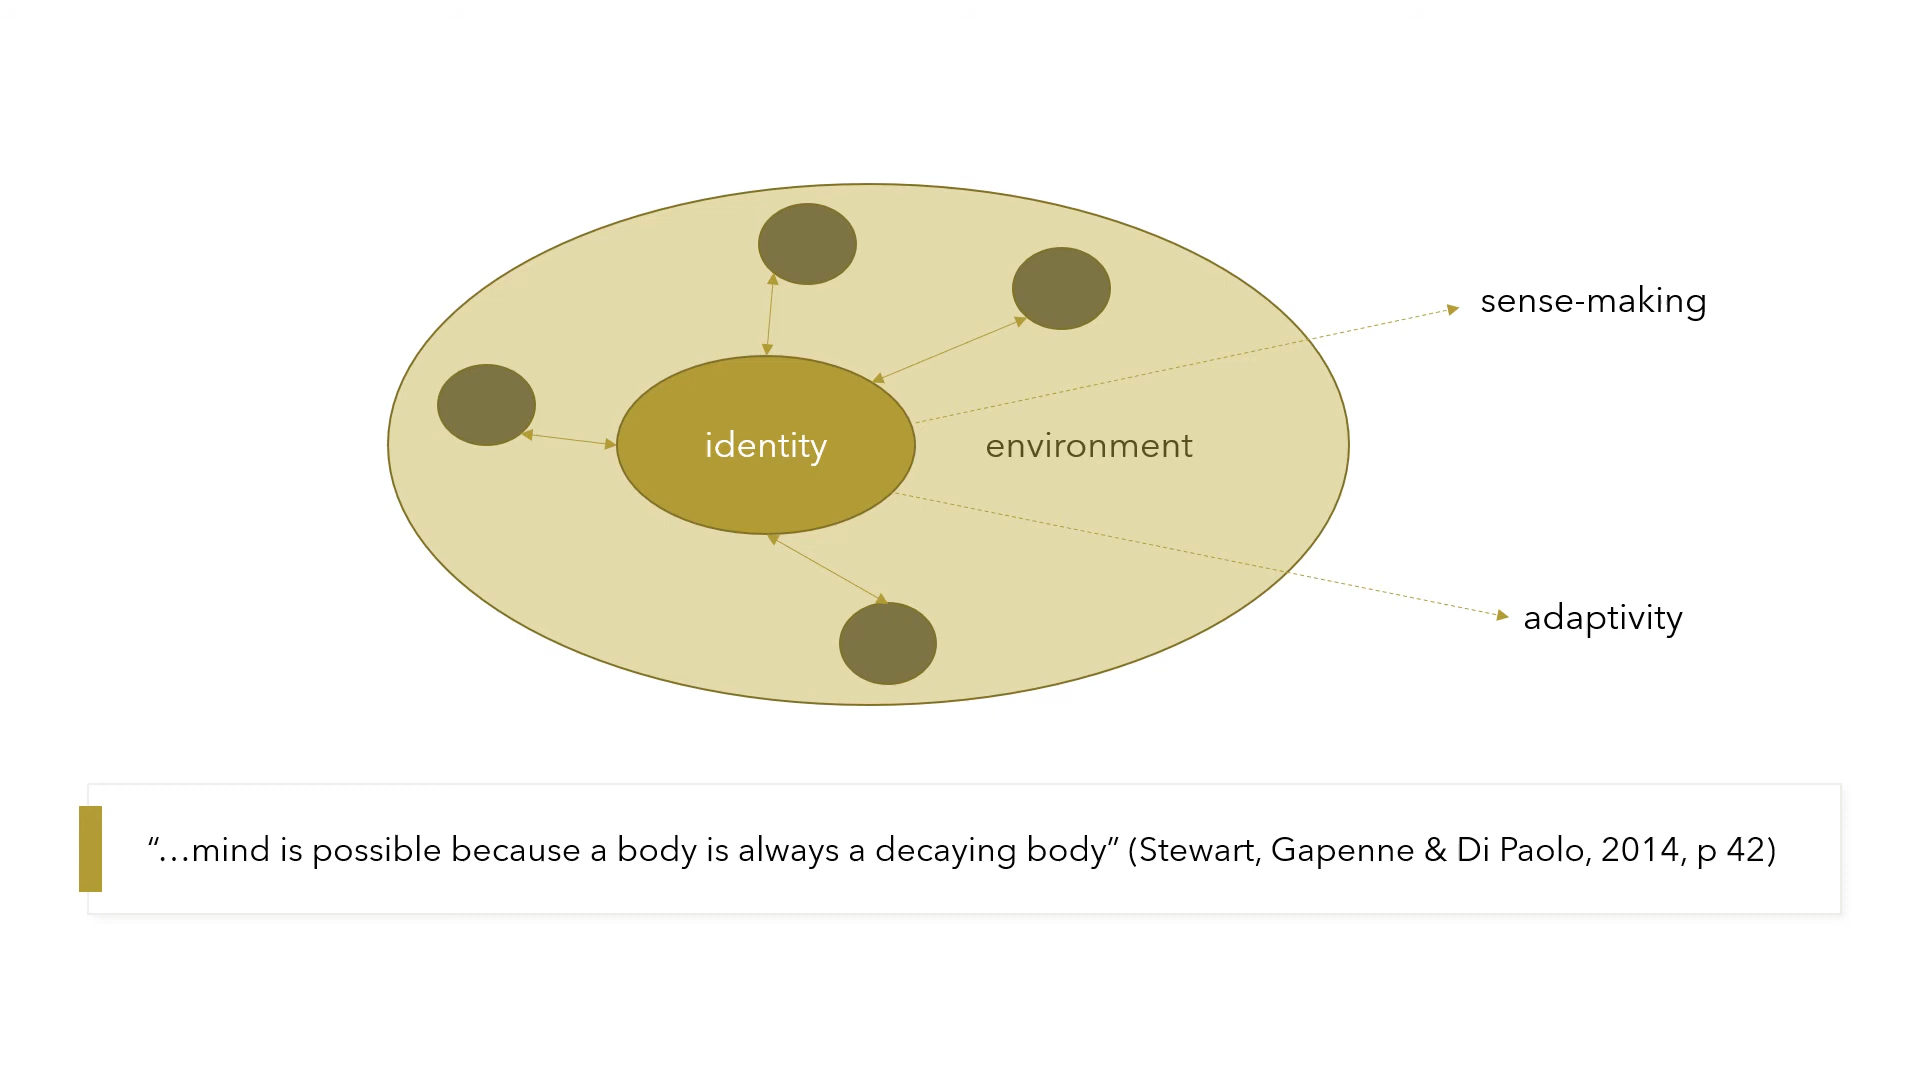 sense-making
identity
environment
adaptivity
“…mind is possible because a body is always a decaying body” (Stewart, Gapenne & Di Paolo, 2014, p 42)